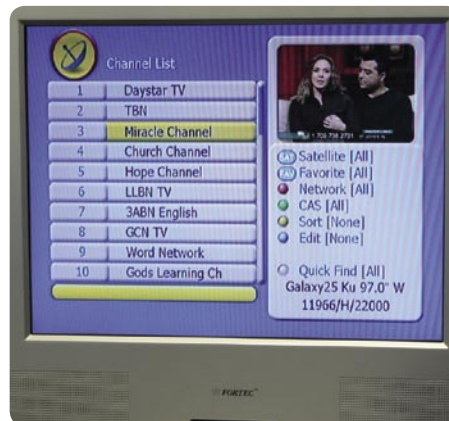 Channel List
1 Daystar TV
2 TBN
3 Miracle Channel
4 Church Channel
5 Hope Channel
6 LLBN TV
7 3ABN English
8 GCN TV
9 Word Network
10 Gods Learning Ch
Satellite [All]
Favorite [All]
Network [All]
CAS [All]
Sort [None]
Edit [None]
Quick Find [All]
Galaxy25 Ku 97.0° W
11966/H/22000
FORTEC